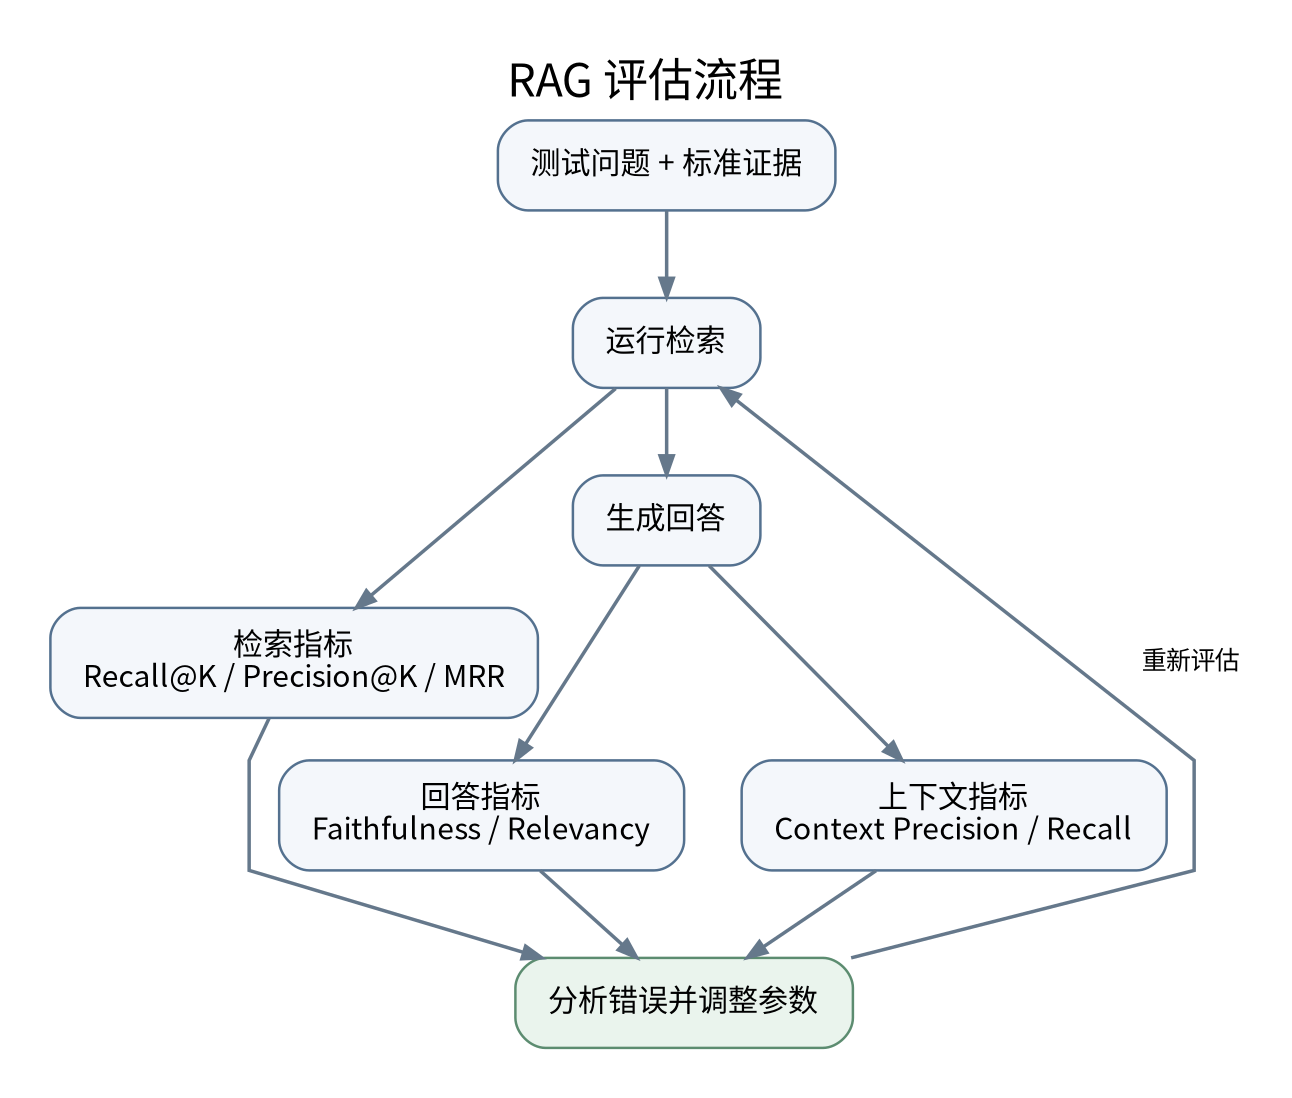 RAG 评估流程
测试问题 + 标准证据
运行检索
生成回答
检索指标
Recall@K / Precision@K / MRR
重新评估
回答指标
Faithfulness / Relevancy
上下文指标
Context Precision / Recall
分析错误并调整参数